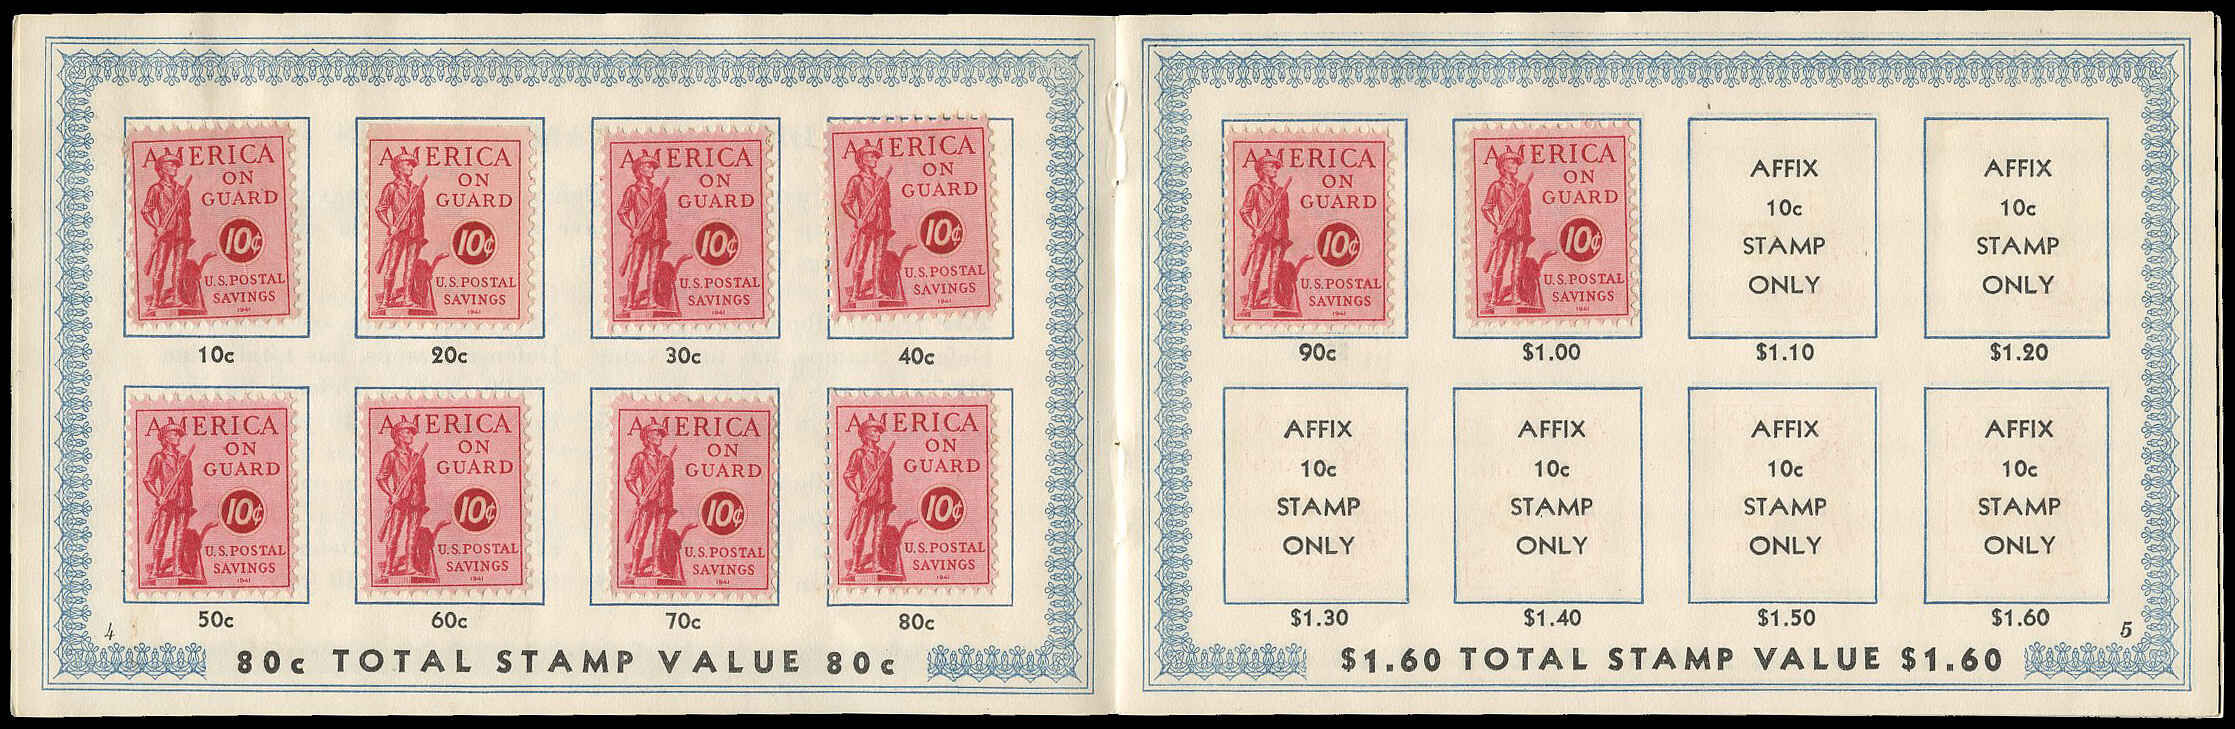 AMERICA
ON
GUARD
10¢
U.S. POSTAL
SAVINGS
1941
10c
AMERICA
ON
GUARD
10¢
U.S. POSTAL
SAVINGS
1941
20c
AMERICA
ON
GUARD
10¢
U.S. POSTAL
SAVINGS
1941
30c
AMERICA
ON
GUARD
10¢
U.S. POSTAL
SAVINGS
1941
40c
AMERICA
ON
GUARD
10¢
U.S. POSTAL
SAVINGS
1941
50c
AMERICA
ON
GUARD
10¢
U.S. POSTAL
SAVINGS
1941
60c
AMERICA
ON
GUARD
10¢
U.S. POSTAL
SAVINGS
1941
70c
AMERICA
ON
GUARD
10¢
U.S. POSTAL
SAVINGS
1941
80c
4
80c TOTAL STAMP VALUE 80c
AMERICA
ON
GUARD
10¢
U.S. POSTAL
SAVINGS
1941
90c
AMERICA
ON
GUARD
10¢
U.S. POSTAL
SAVINGS
1941
$1.00
AFFIX
10c
STAMP
ONLY
$1.10
AFFIX
10c
STAMP
ONLY
$1.20
AFFIX
10c
STAMP
ONLY
$1.30
AFFIX
10c
STAMP
ONLY
$1.40
AFFIX
10c
STAMP
ONLY
$1.50
AFFIX
10c
STAMP
ONLY
$1.60
5
$1.60 TOTAL STAMP VALUE $1.60